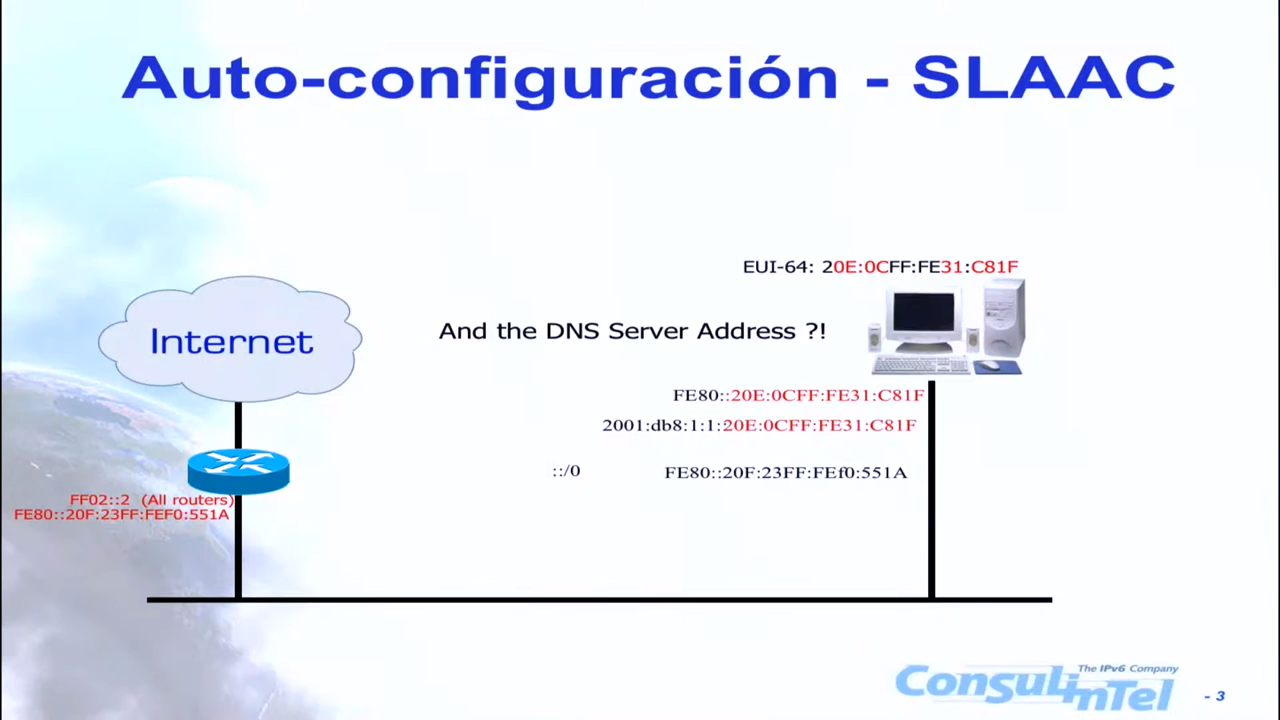 Auto-configuración - SLAAC
EUI-64: 20E:0CFF:FE31:C81F
Internet
And the DNS Server Address ?!
FE80::20E:0CFF:FE31:C81F
2001:db8:1:1:20E:0CFF:FE31:C81F
::/0 FE80::20F:23FF:FEf0:551A
FF02::2 (All routers)
FE80::20F:23FF:FEF0:551A
The IPv6 Company
ConsulinTel
- 3